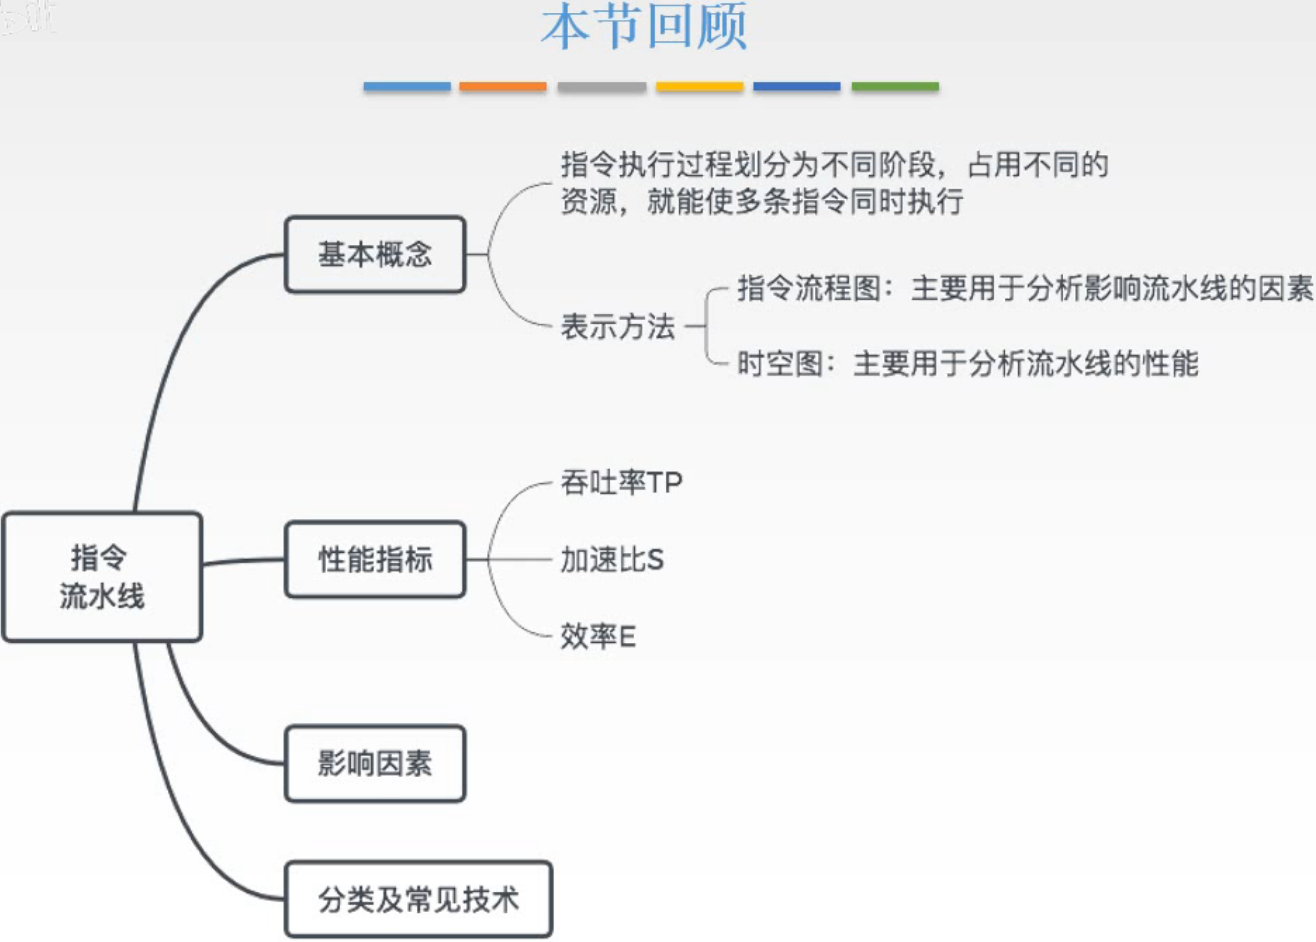 本节回顾
指令执行过程划分为不同阶段，占用不同的
资源，就能使多条指令同时执行
基本概念
指令流程图：主要用于分析影响流水线的因素
表示方法
时空图：主要用于分析流水线的性能
吞吐率TP
指令
流水线
性能指标
加速比S
效率E
影响因素
分类及常见技术